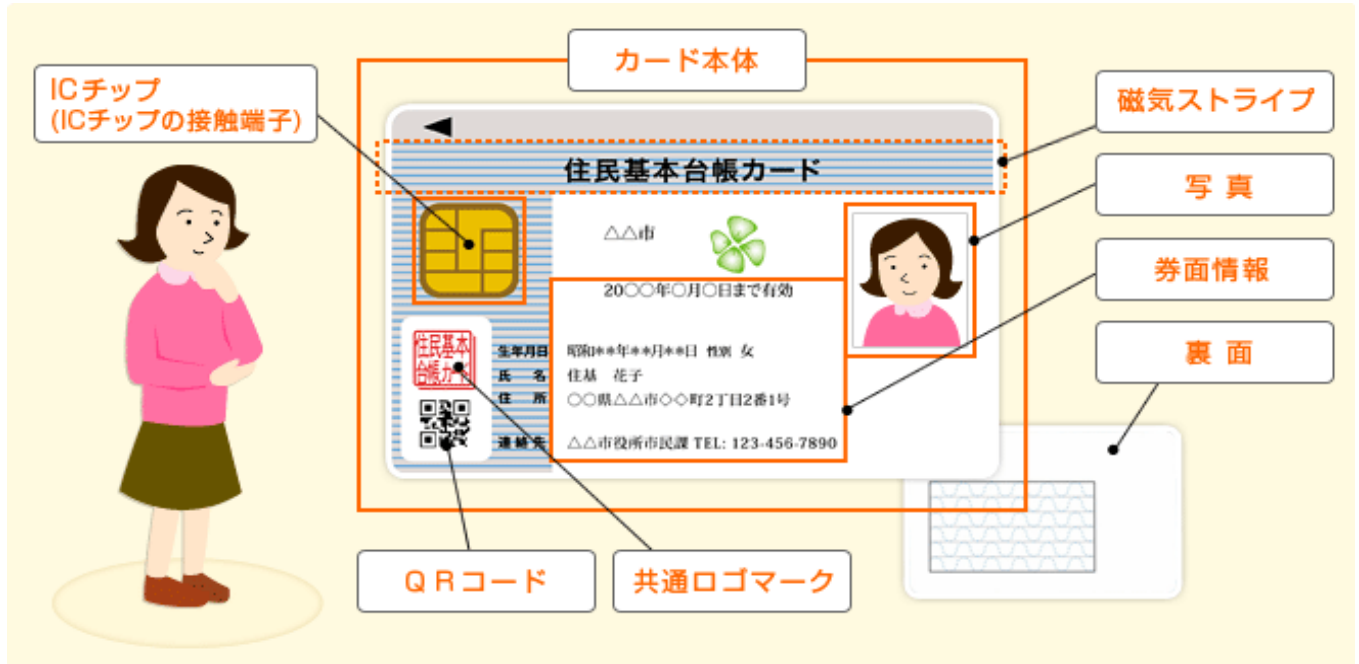 カード本体
ICチップ
(ICチップの接触端子)
磁気ストライプ
住民基本台帳カード
写 真
△△市
券面情報
20○○年○月○日まで有効
裏 面
住民基本
台帳カード
生年月日 昭和**年**月**日 性別 女
氏 名 住基 花子
住 所 ○○県△△市◇◇町2丁目2番1号
連絡先 △△市役所市民課 TEL: 123-456-7890
QRコード
共通ロゴマーク